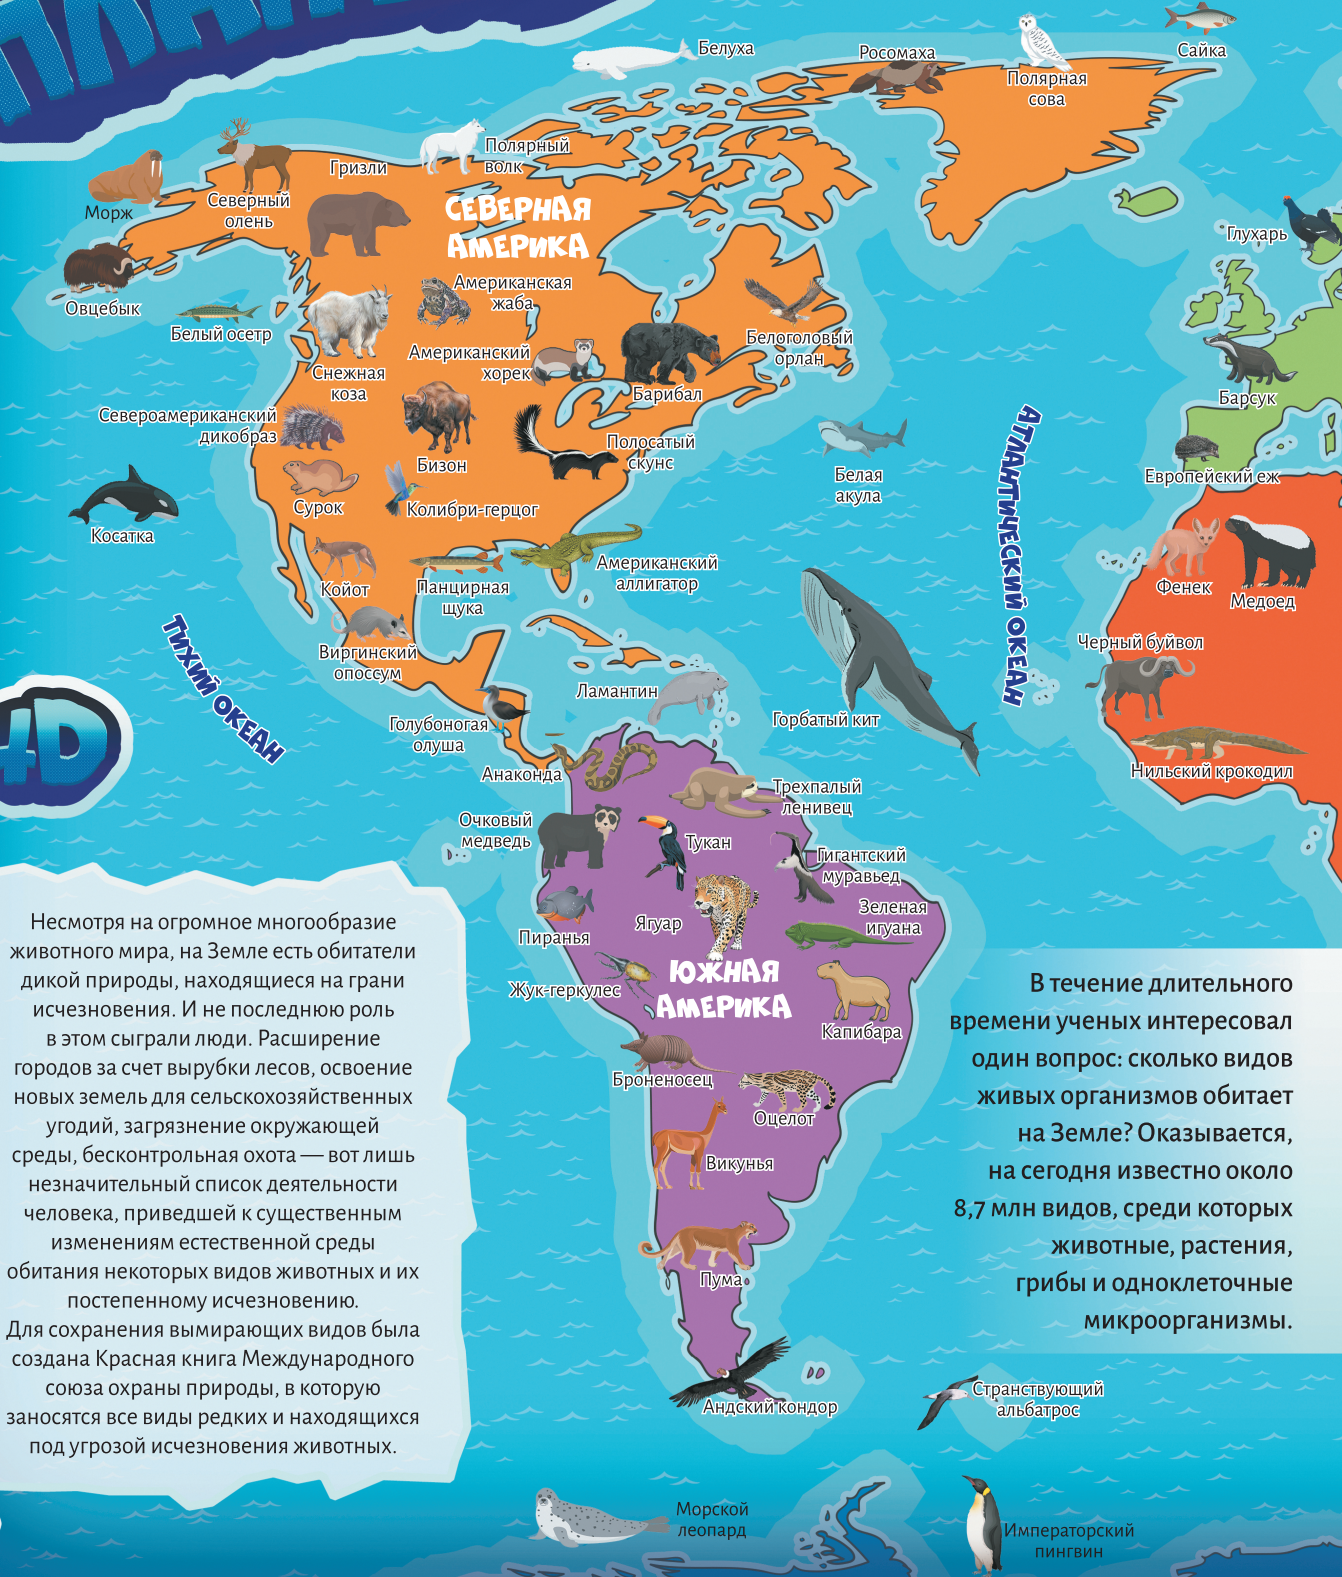 Белуха
Росомаха
Полярная
сова
Сайка
Полярный
волк
Гризли
Северный
олень
Морж
СЕВЕРНАЯ
АМЕРИКА
Глухарь
Овцебык
Белый осетр
Американская
жаба
Снежная
коза
Американский
хорек
Барибал
Белоголовый
орлан
Барсук
Североамериканский
дикобраз
Бизон
Полосатый
скунс
Белая
акула
АТЛАНТИЧЕСКИЙ ОКЕАН
Европейский еж
Косатка
Сурок
Колибри-герцог
Койот
Панцирная
щука
Американский
аллигатор
Фенек
Медоед
ТИХИЙ ОКЕАН
Виргинский
опоссум
Черный буйвол
4D
Голубоногая
олуша
Ламантин
Горбатый кит
Нильский крокодил
Анаконда
Трехпалый
ленивец
Очковый
медведь
Тукан
Гигантский
муравьед
Пиранья
Ягуар
Зеленая
игуана
Жук-геркулес
ЮЖНАЯ
АМЕРИКА
Капибара
Броненосец
Оцелот
Викунья
Пума
Андский кондор
Несмотря на огромное многообразие
животного мира, на Земле есть обитатели
дикой природы, находящиеся на грани
исчезновения. И не последнюю роль
в этом сыграли люди. Расширение
городов за счет вырубки лесов, освоение
новых земель для сельскохозяйственных
угодий, загрязнение окружающей
среды, бесконтрольная охота — вот лишь
незначительный список деятельности
человека, приведшей к существенным
изменениям естественной среды
обитания некоторых видов животных и их
постепенному исчезновению.
Для сохранения вымирающих видов была
создана Красная книга Международного
союза охраны природы, в которую
заносятся все виды редких и находящихся
под угрозой исчезновения животных.
В течение длительного
времени ученых интересовал
один вопрос: сколько видов
живых организмов обитает
на Земле? Оказывается,
на сегодня известно около
8,7 млн видов, среди которых
животные, растения,
грибы и одноклеточные
микроорганизмы.
Странствующий
альбатрос
Морской
леопард
Императорский
пингвин